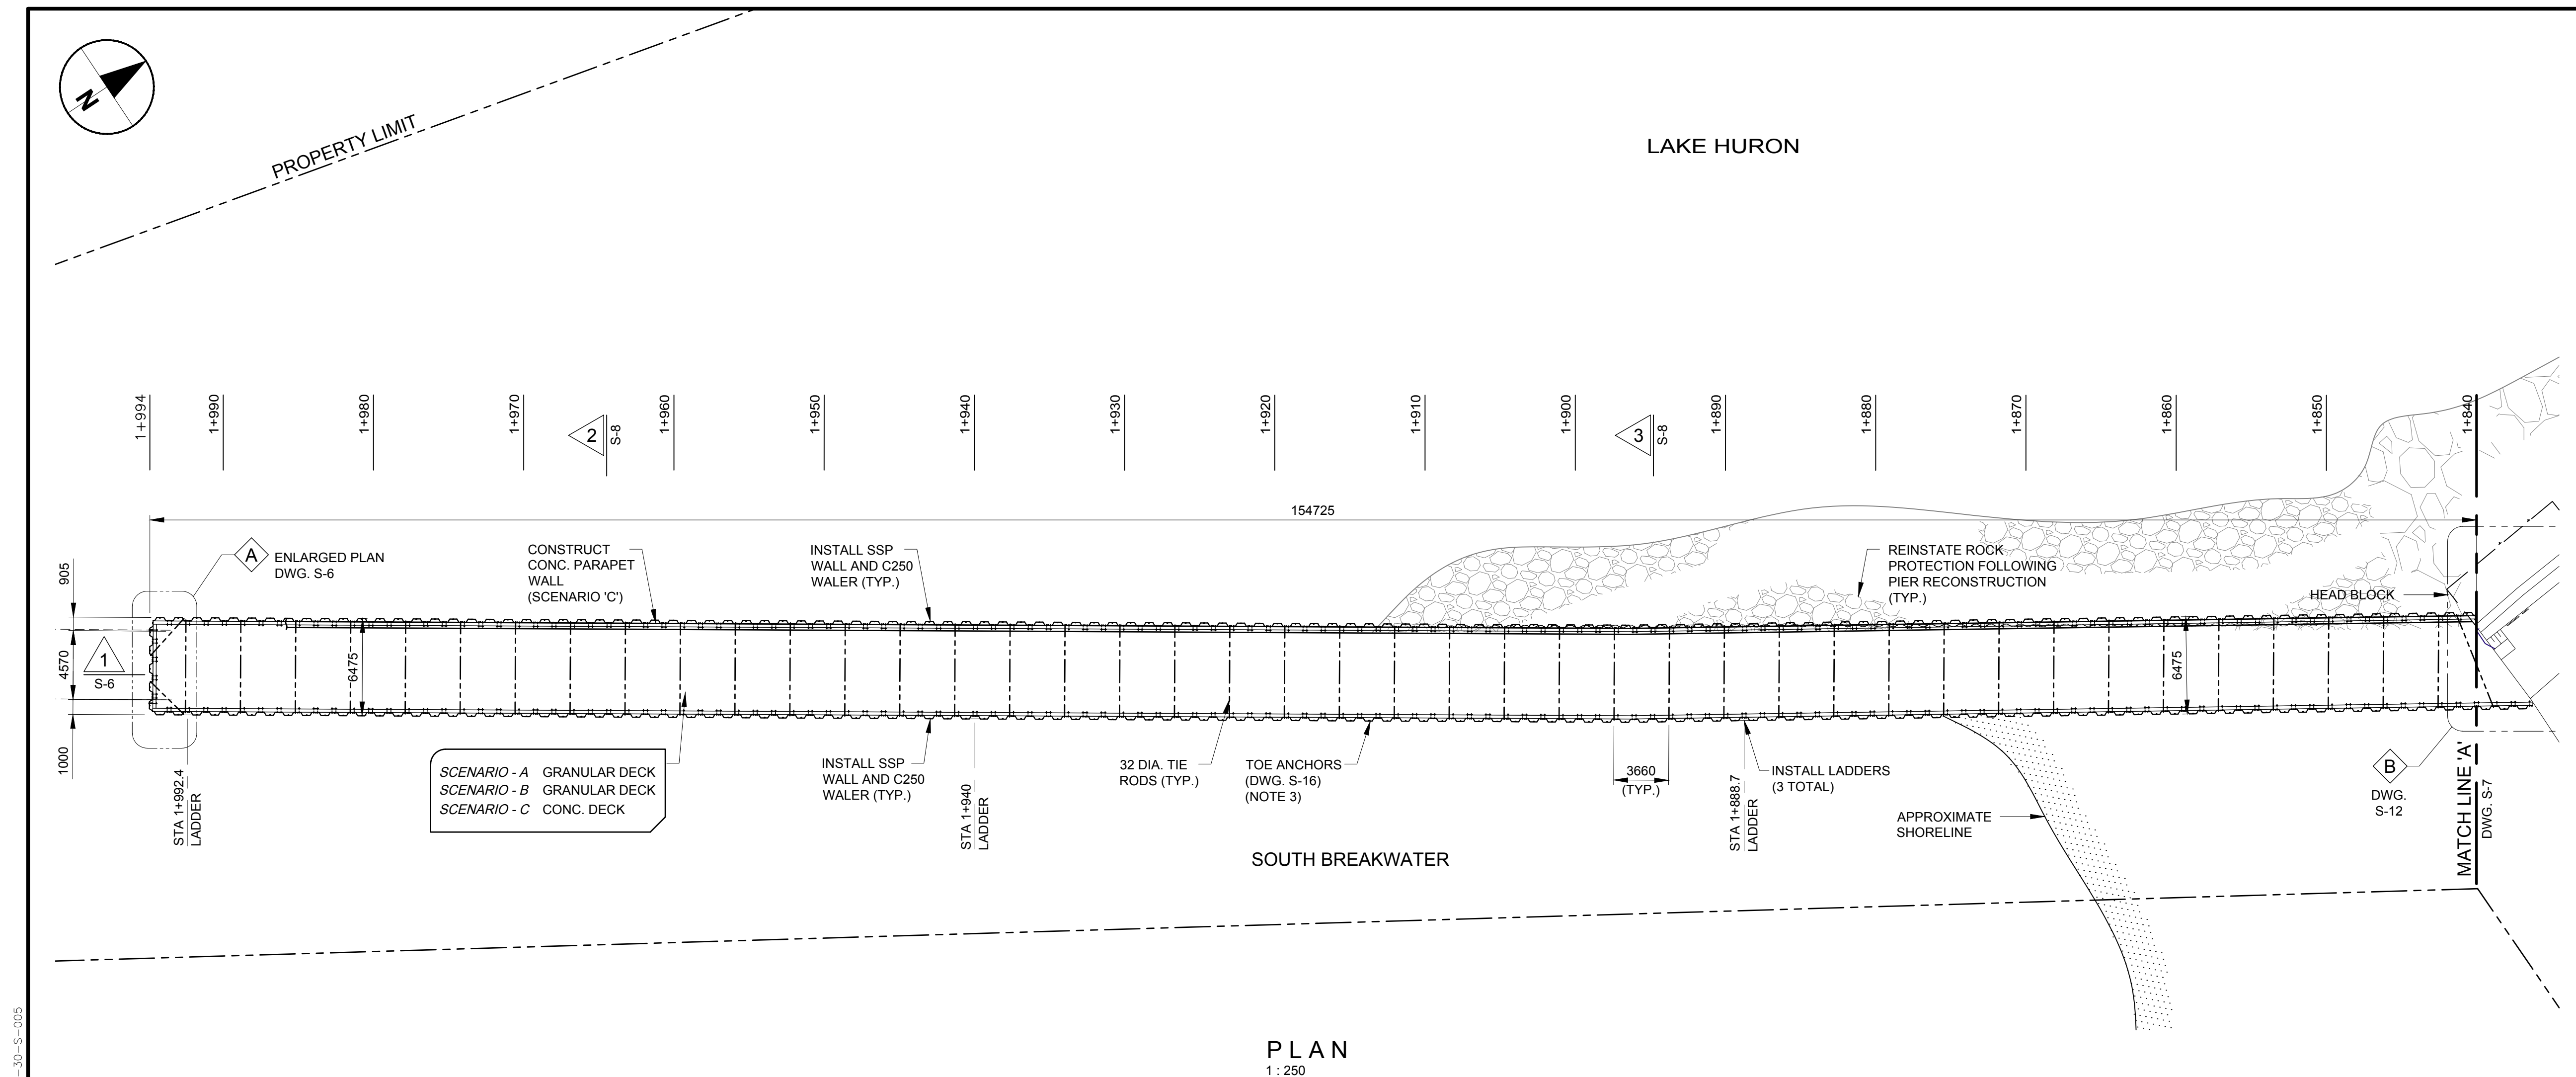 N
PROPERTY LIMIT
LAKE HURON
1+994
1+990
1+980
1+970
2
S-8
1+960
1+950
1+940
1+930
1+920
1+910
1+900
3
S-8
1+890
1+880
1+870
1+860
1+850
1+840
154725
A
ENLARGED PLAN
DWG. S-6
CONSTRUCT
CONC. PARAPET
WALL
(SCENARIO 'C')
INSTALL SSP
WALL AND C250
WALER (TYP.)
REINSTATE ROCK
PROTECTION FOLLOWING
PIER RECONSTRUCTION
(TYP.)
HEAD BLOCK
905
4570
1000
1
S-6
6475
6475
SCENARIO - A GRANULAR DECK
SCENARIO - B GRANULAR DECK
SCENARIO - C CONC. DECK
STA 1+992.4
LADDER
INSTALL SSP
WALL AND C250
WALER (TYP.)
STA 1+940
LADDER
32 DIA. TIE
RODS (TYP.)
TOE ANCHORS
(DWG. S-16)
(NOTE 3)
3660
(TYP.)
STA 1+888.7
LADDER
INSTALL LADDERS
(3 TOTAL)
APPROXIMATE
SHORELINE
B
DWG.
S-12
MATCH LINE 'A'
DWG. S-7
SOUTH BREAKWATER
PLAN
1 : 250
-30-S-005